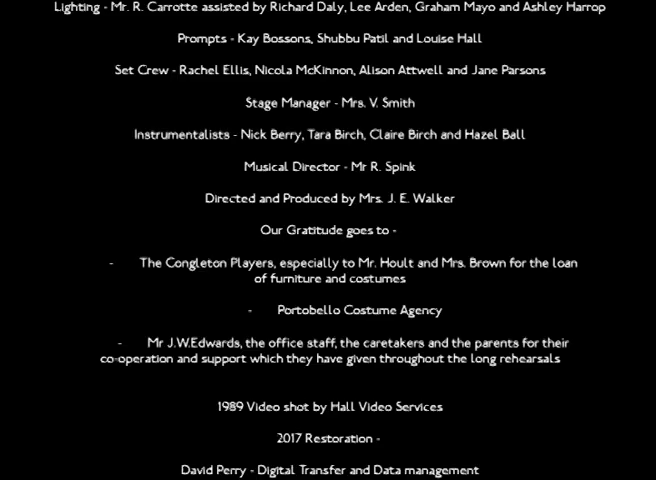 Lighting - Mr. R. Carrotte assisted by Richard Daly, Lee Arden, Graham Mayo and Ashley Harrop
Prompts - Kay Bossons, Shubbu Patil and Louise Hall
Set Crew - Rachel Ellis, Nicola McKinnon, Alison Attwell and Jane Parsons
Stage Manager - Mrs. V. Smith
Instrumentalists - Nick Berry, Tara Birch, Claire Birch and Hazel Ball
Musical Director - Mr R. Spink
Directed and Produced by Mrs. J. E. Walker
Our Gratitude goes to -
- The Congleton Players, especially to Mr. Hoult and Mrs. Brown for the loan
of furniture and costumes
- Portobello Costume Agency
- Mr J.W.Edwards, the office staff, the caretakers and the parents for their
co-operation and support which they have given throughout the long rehearsals
1989 Video shot by Hall Video Services
2017 Restoration -
David Perry - Digital Transfer and Data management